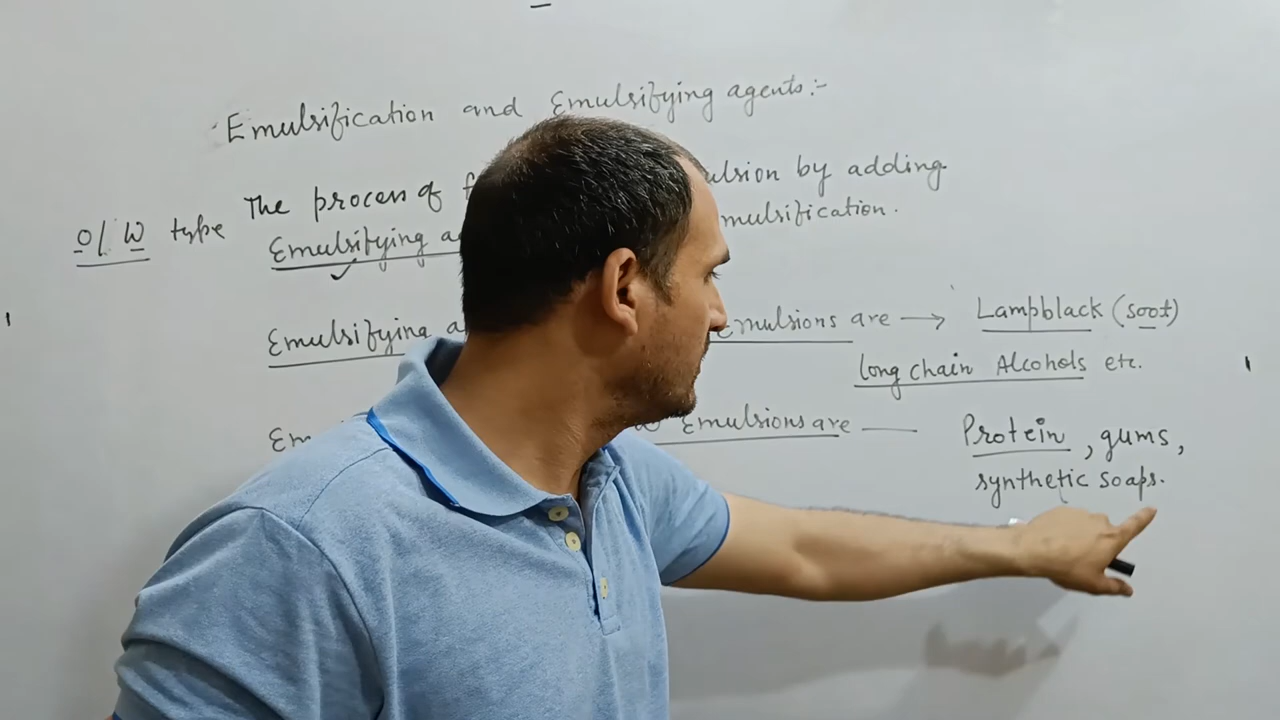 Emulsification and Emulsifying agents:-
The process of f ulsion by adding
O/W type Emulsifying a mulsification.
Emulsifying a emulsions are → Lampblack (soot)
long chain Alcohols etc.
Em W Emulsions are — Protein, gums,
synthetic soaps.